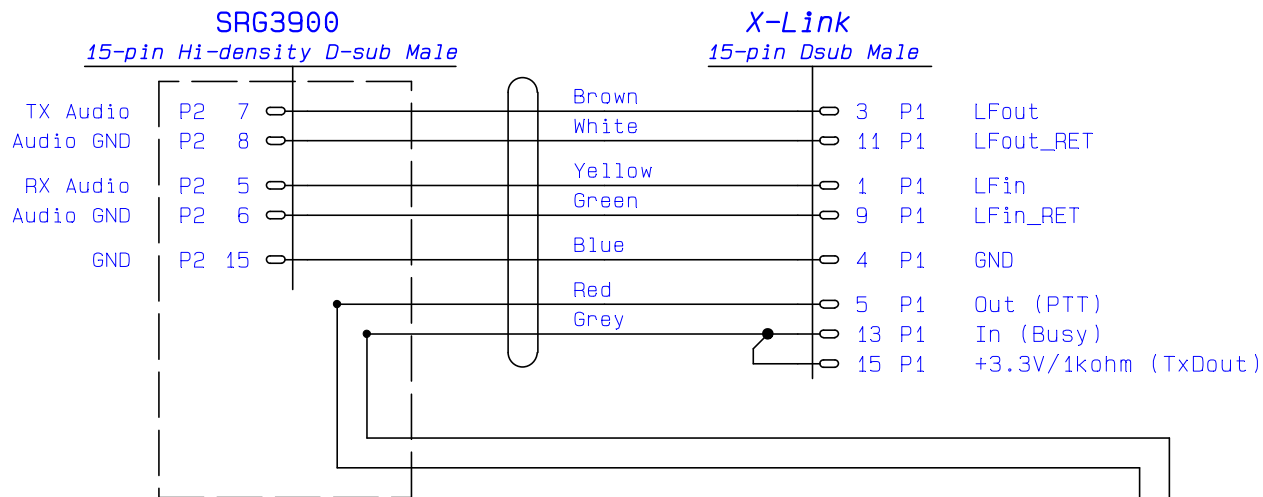 SRG3900 X-Link
15-pin Hi-density D-sub Male 15-pin Dsub Male
Brown
TX Audio P2 7 3 P1 LFout
White
Audio GND P2 8 11 P1 LFout_RET
Yellow
RX Audio P2 5 1 P1 LFin
Green
Audio GND P2 6 9 P1 LFin_RET
Blue
GND P2 15 4 P1 GND
Red
5 P1 Out (PTT)
Grey
13 P1 In (Busy)
15 P1 +3.3V/1kohm (TxDout)